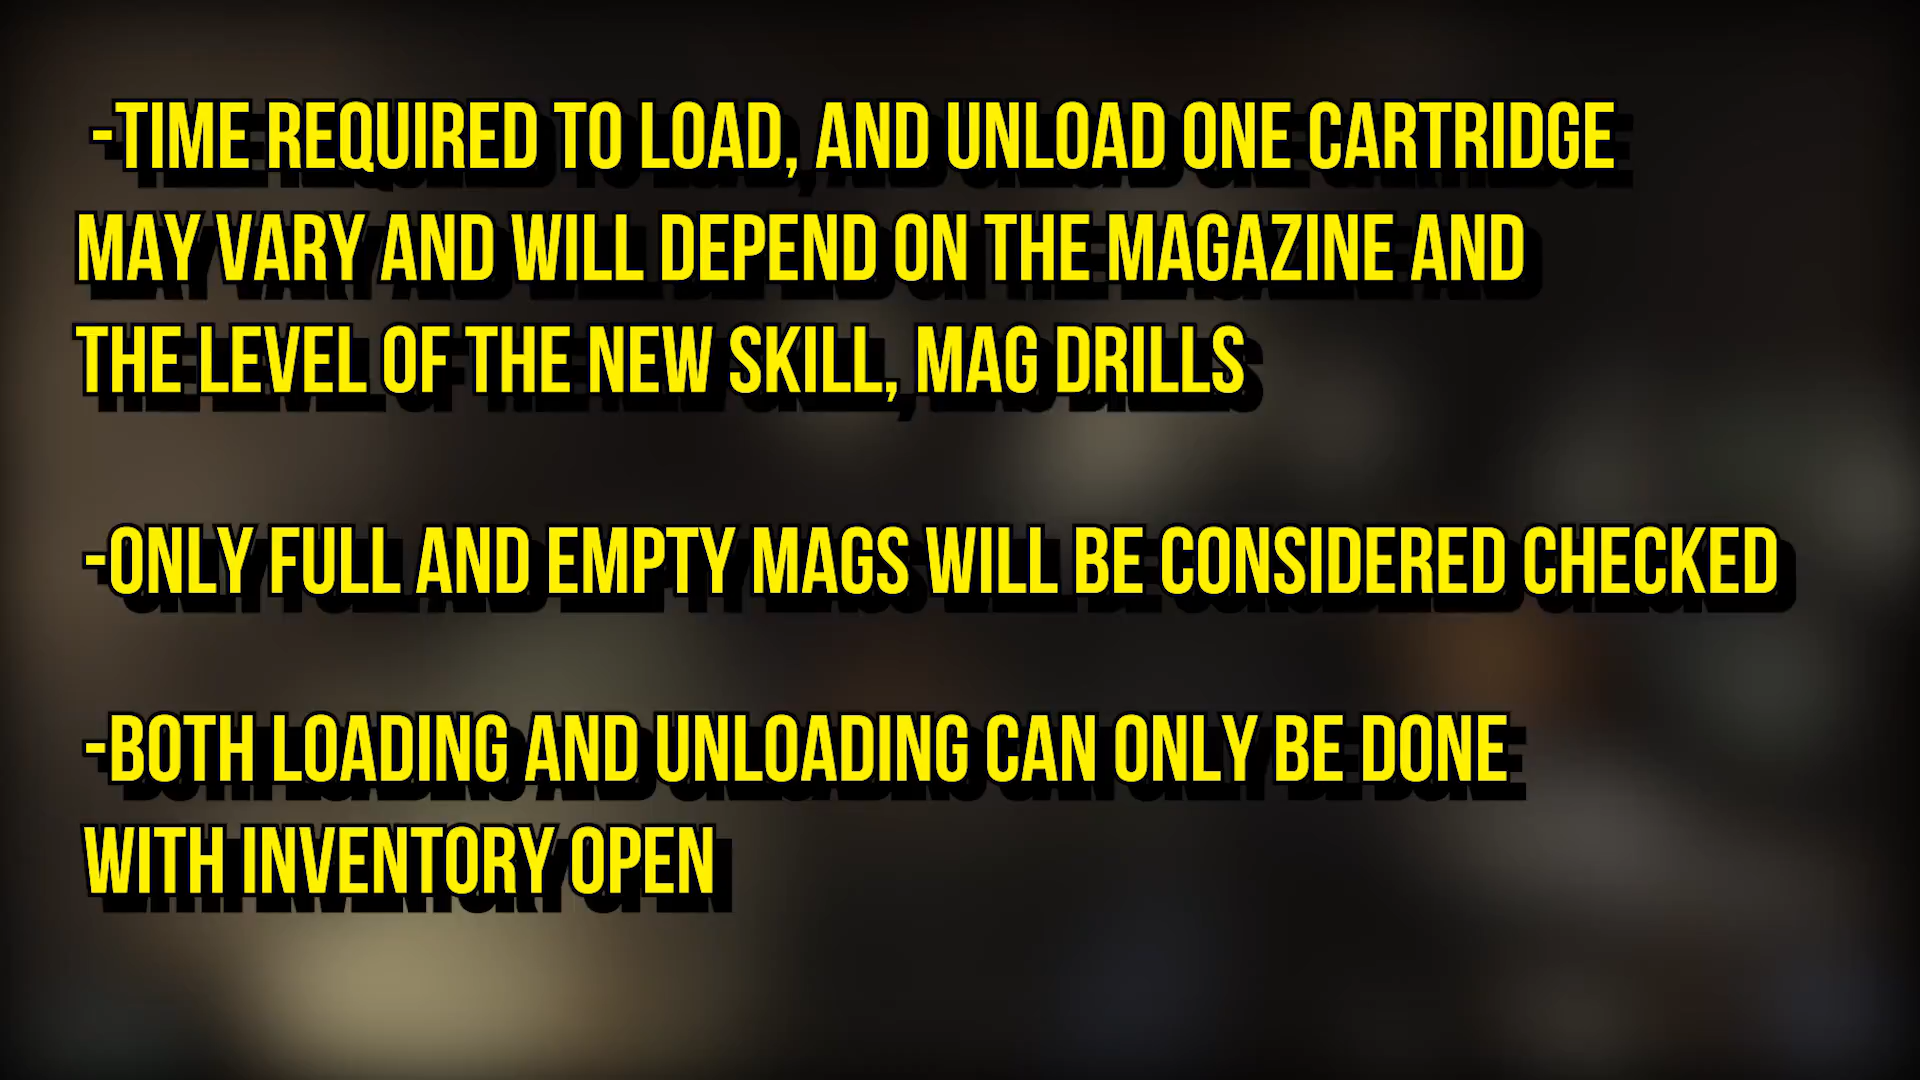 -TIME REQUIRED TO LOAD, AND UNLOAD ONE CARTRIDGE
MAY VARY AND WILL DEPEND ON THE MAGAZINE AND
THE LEVEL OF THE NEW SKILL, MAG DRILLS
-ONLY FULL AND EMPTY MAGS WILL BE CONSIDERED CHECKED
-BOTH LOADING AND UNLOADING CAN ONLY BE DONE
WITH INVENTORY OPEN